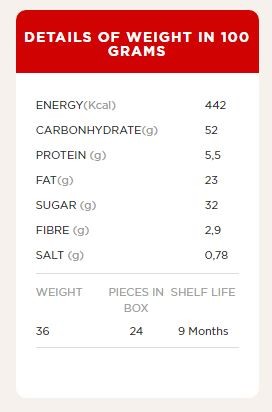 DETAILS OF WEIGHT IN 100
GRAMS
ENERGY(Kcal) 442
CARBONHYDRATE(g) 52
PROTEIN (g) 5,5
FAT(g) 23
SUGAR (g) 32
FIBRE (g) 2,9
SALT (g) 0,78
WEIGHT PIECES IN BOX SHELF LIFE
36 24 9 Months